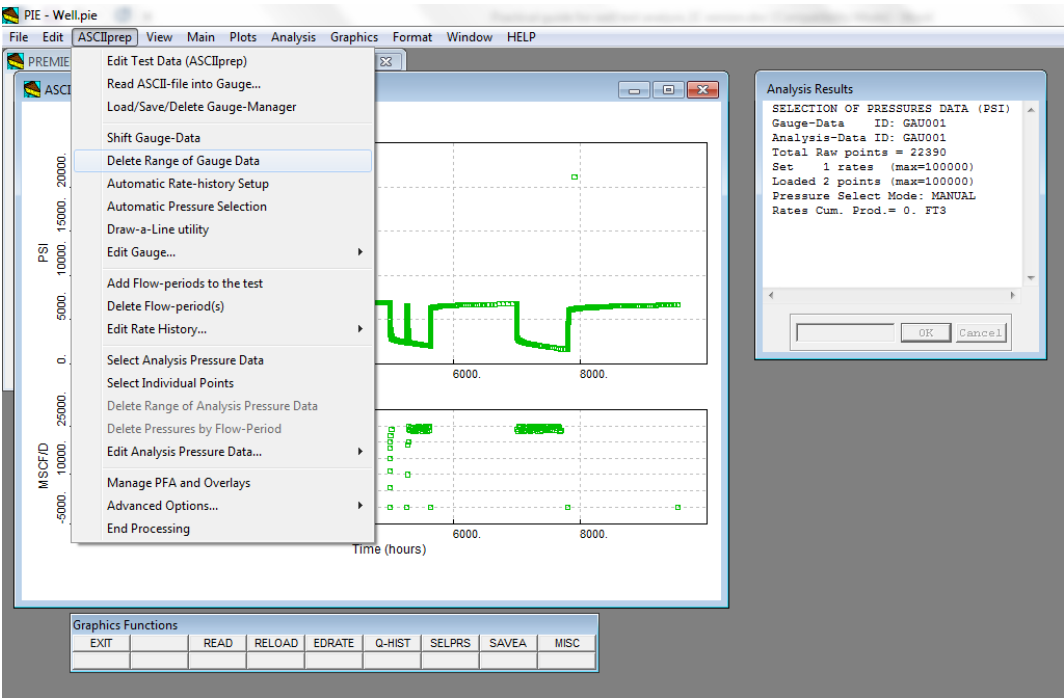 PIE - Well.pie
File Edit ASCIIprep View Main Plots Analysis Graphics Format Window HELP
PREMIE
ASCI
Edit Test Data (ASCIIprep)
Read ASCII-file into Gauge...
Load/Save/Delete Gauge-Manager
Shift Gauge-Data
Delete Range of Gauge Data
Automatic Rate-history Setup
Automatic Pressure Selection
Draw-a-Line utility
Edit Gauge...
Add Flow-periods to the test
Delete Flow-period(s)
Edit Rate History...
Select Analysis Pressure Data
Select Individual Points
Delete Range of Analysis Pressure Data
Delete Pressures by Flow-Period
Edit Analysis Pressure Data...
Manage PFA and Overlays
Advanced Options...
End Processing
PSI
20000.
15000.
10000.
5000.
0.
6000. 8000.
MSCF/D
25000.
10000.
-5000.
6000. 8000.
Time (hours)
Analysis Results
SELECTION OF PRESSURES DATA (PSI)
Gauge-Data ID: GAU001
Analysis-Data ID: GAU001
Total Raw points = 22390
Set 1 rates (max=100000)
Loaded 2 points (max=100000)
Pressure Select Mode: MANUAL
Rates Cum. Prod.= 0. FT3
OK Cancel
Graphics Functions
EXIT READ RELOAD EDRATE Q-HIST SELPRS SAVEA MISC